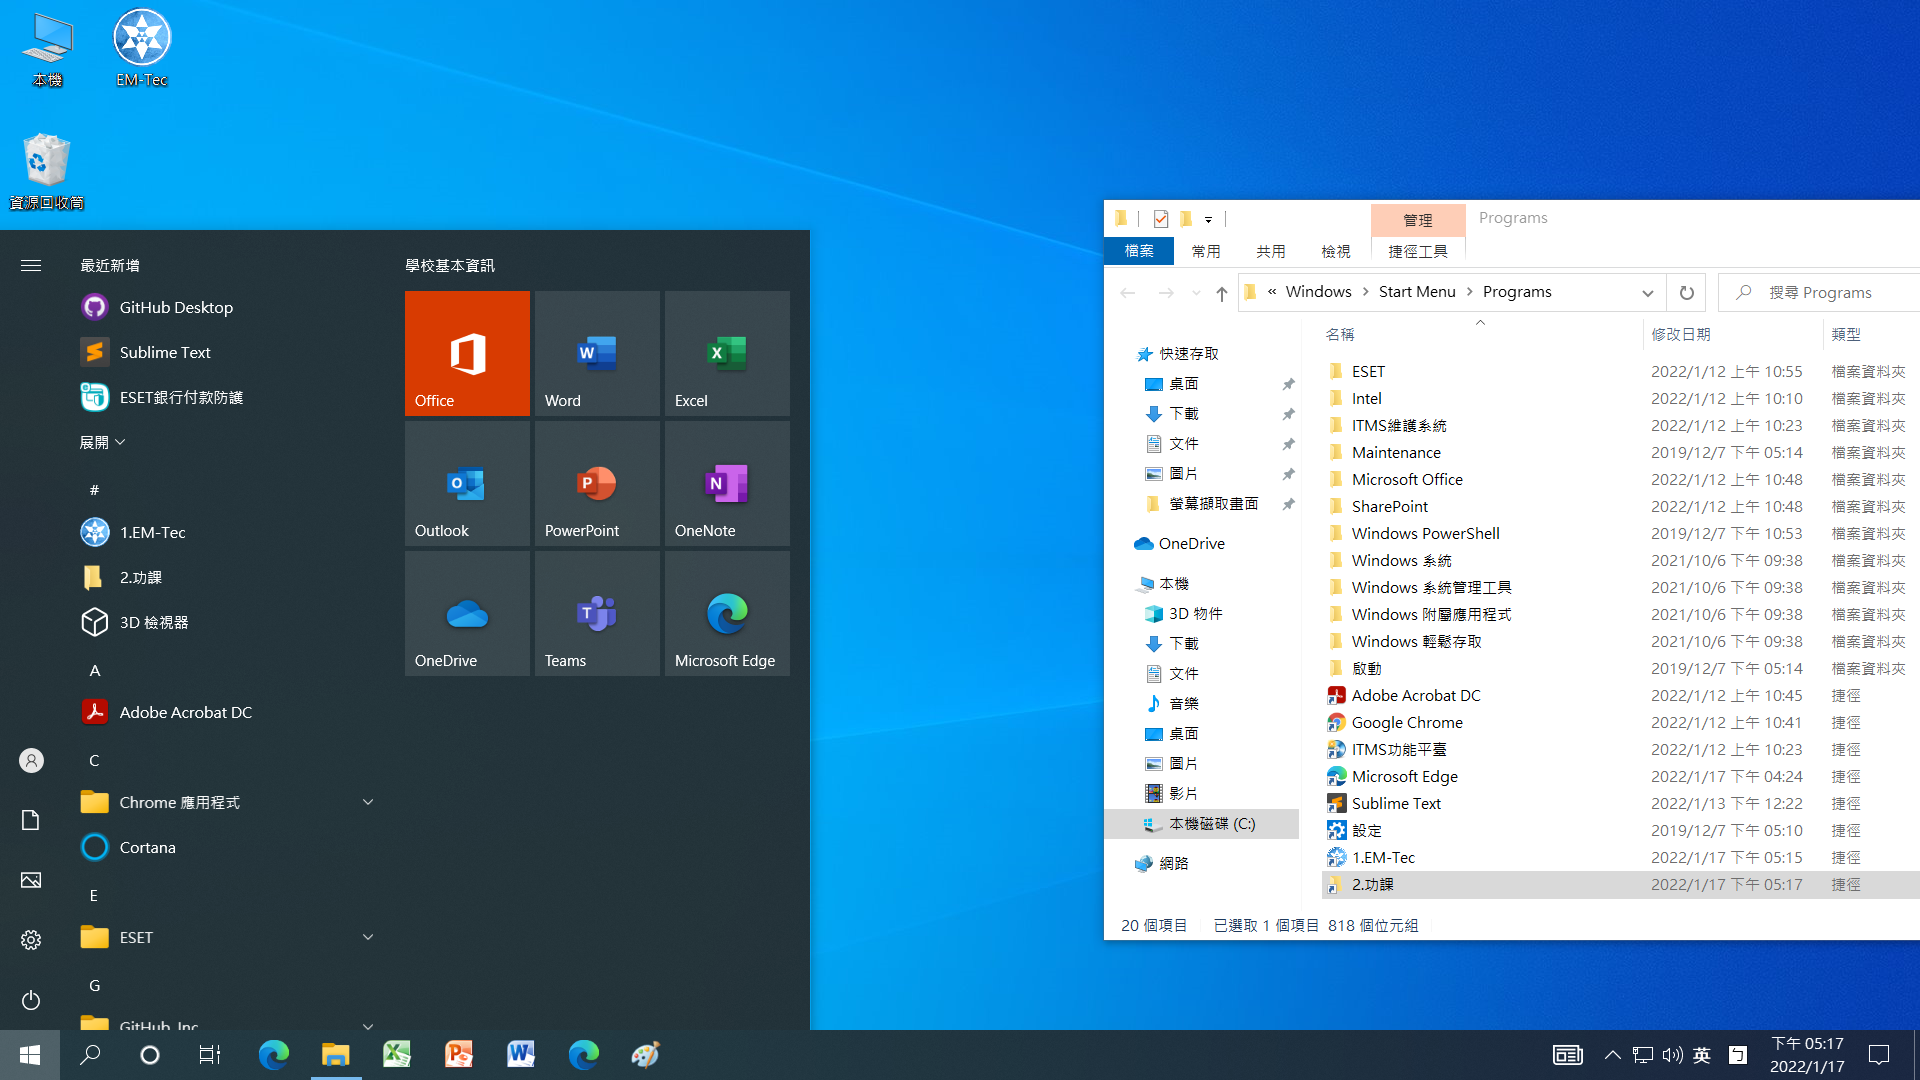 本機
EM-Tec
資源回收筒
最近新增
GitHub Desktop
Sublime Text
ESET銀行付款防護
展開
#
1.EM-Tec
2.功課
3D 檢視器
A
Adobe Acrobat DC
C
Chrome 應用程式
Cortana
E
ESET
G
GitHub, Inc
學校基本資訊
Office
Word
Excel
Outlook
PowerPoint
OneNote
OneDrive
Teams
Microsoft Edge
管理
Programs
檔案
常用
共用
檢視
捷徑工具
« Windows > Start Menu > Programs
搜尋 Programs
快速存取
桌面
下載
文件
圖片
螢幕擷取畫面
OneDrive
本機
3D 物件
下載
文件
音樂
桌面
圖片
影片
本機磁碟 (C:)
網路
名稱 修改日期 類型
ESET 2022/1/12 上午 10:55 檔案資料夾
Intel 2022/1/12 上午 10:10 檔案資料夾
ITMS維護系統 2022/1/12 上午 10:23 檔案資料夾
Maintenance 2019/12/7 下午 05:14 檔案資料夾
Microsoft Office 2022/1/12 上午 10:48 檔案資料夾
SharePoint 2022/1/12 上午 10:48 檔案資料夾
Windows PowerShell 2019/12/7 下午 10:53 檔案資料夾
Windows 系統 2021/10/6 下午 09:38 檔案資料夾
Windows 系統管理工具 2021/10/6 下午 09:38 檔案資料夾
Windows 附屬應用程式 2021/10/6 下午 09:38 檔案資料夾
Windows 輕鬆存取 2021/10/6 下午 09:38 檔案資料夾
啟動 2019/12/7 下午 05:14 檔案資料夾
Adobe Acrobat DC 2022/1/12 上午 10:45 捷徑
Google Chrome 2022/1/12 上午 10:41 捷徑
ITMS功能平臺 2022/1/12 上午 10:23 捷徑
Microsoft Edge 2022/1/17 下午 04:24 捷徑
Sublime Text 2022/1/13 下午 12:22 捷徑
設定 2019/12/7 下午 05:10 捷徑
1.EM-Tec 2022/1/17 下午 05:15 捷徑
2.功課 2022/1/17 下午 05:17 捷徑
20 個項目 已選取 1 個項目 818 個位元組
英
ㄅ
下午 05:17
2022/1/17